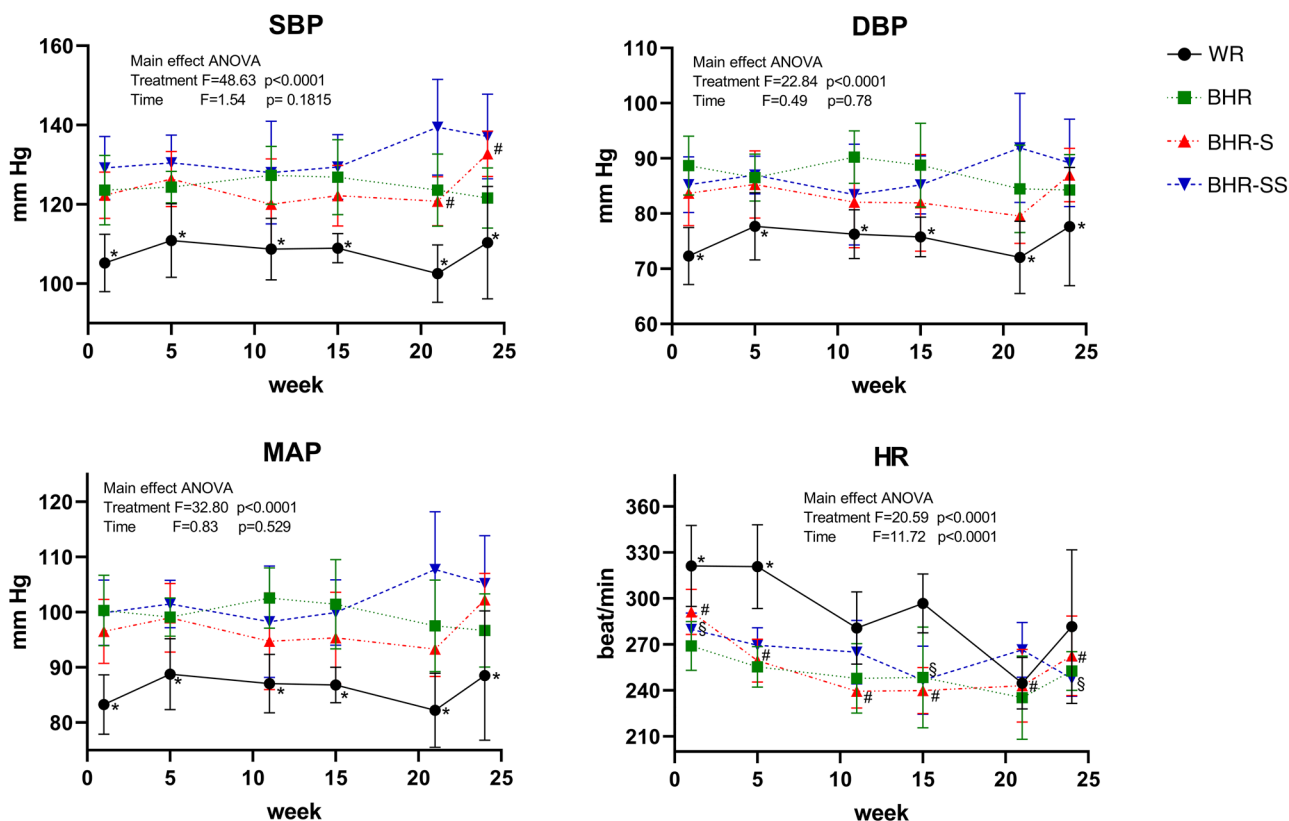 SBP
Main effect ANOVA
Treatment F=48.63 p<0.0001
Time F=1.54 p= 0.1815
mm Hg
160
140
120
100
* * * * * *
# #
0 5 10 15 20 25
week
DBP
Main effect ANOVA
Treatment F=22.84 p<0.0001
Time F=0.49 p=0.78
mm Hg
110
100
90
80
70
60
* * * * * *
0 5 10 15 20 25
week
WR
BHR
BHR-S
BHR-SS
MAP
Main effect ANOVA
Treatment F=32.80 p<0.0001
Time F=0.83 p=0.529
mm Hg
120
110
100
90
80
* * * * * *
0 5 10 15 20 25
week
HR
Main effect ANOVA
Treatment F=20.59 p<0.0001
Time F=11.72 p<0.0001
beat/min
360
330
300
270
240
210
* *
# # # # # #
§ § §
0 5 10 15 20 25
week